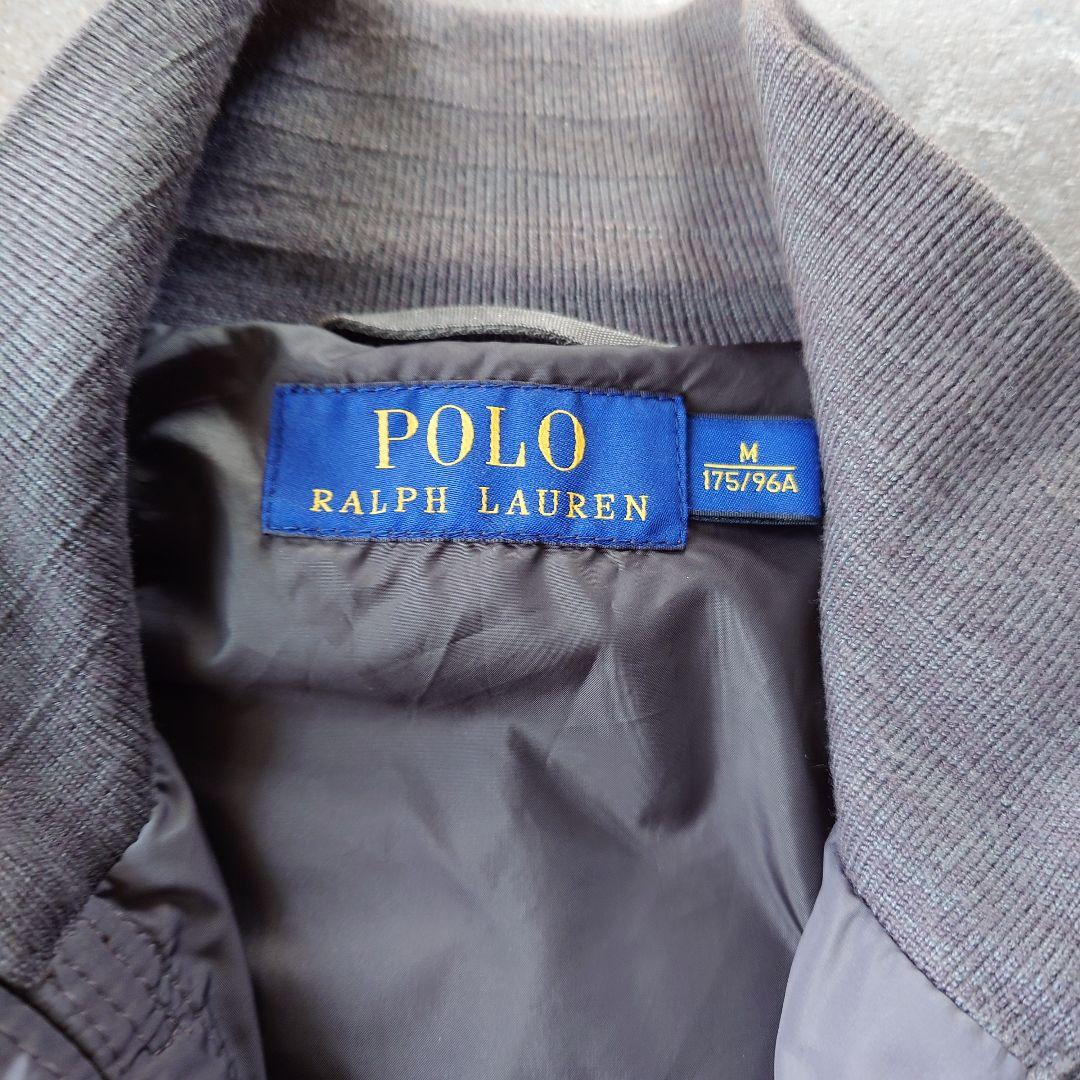 POLO
RALPH LAUREN
M
175/96A